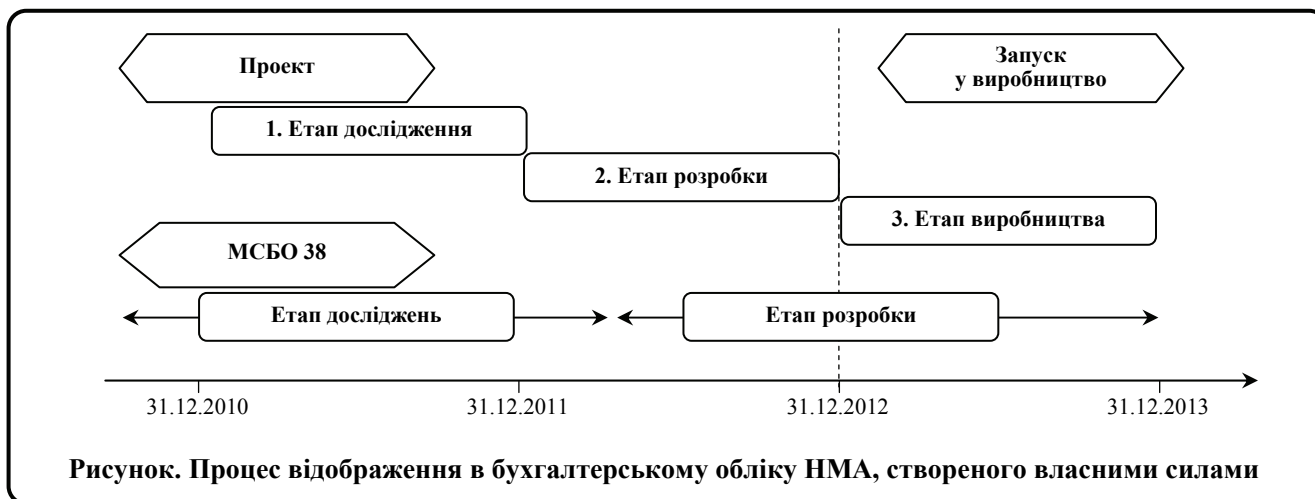 Проект
Запуск
у виробництво
1. Етап дослідження
2. Етап розробки
3. Етап виробництва
МСБО 38
Етап досліджень
Етап розробки
31.12.2010
31.12.2011
31.12.2012
31.12.2013
Рисунок. Процес відображення в бухгалтерському обліку НМА, створеного власними силами